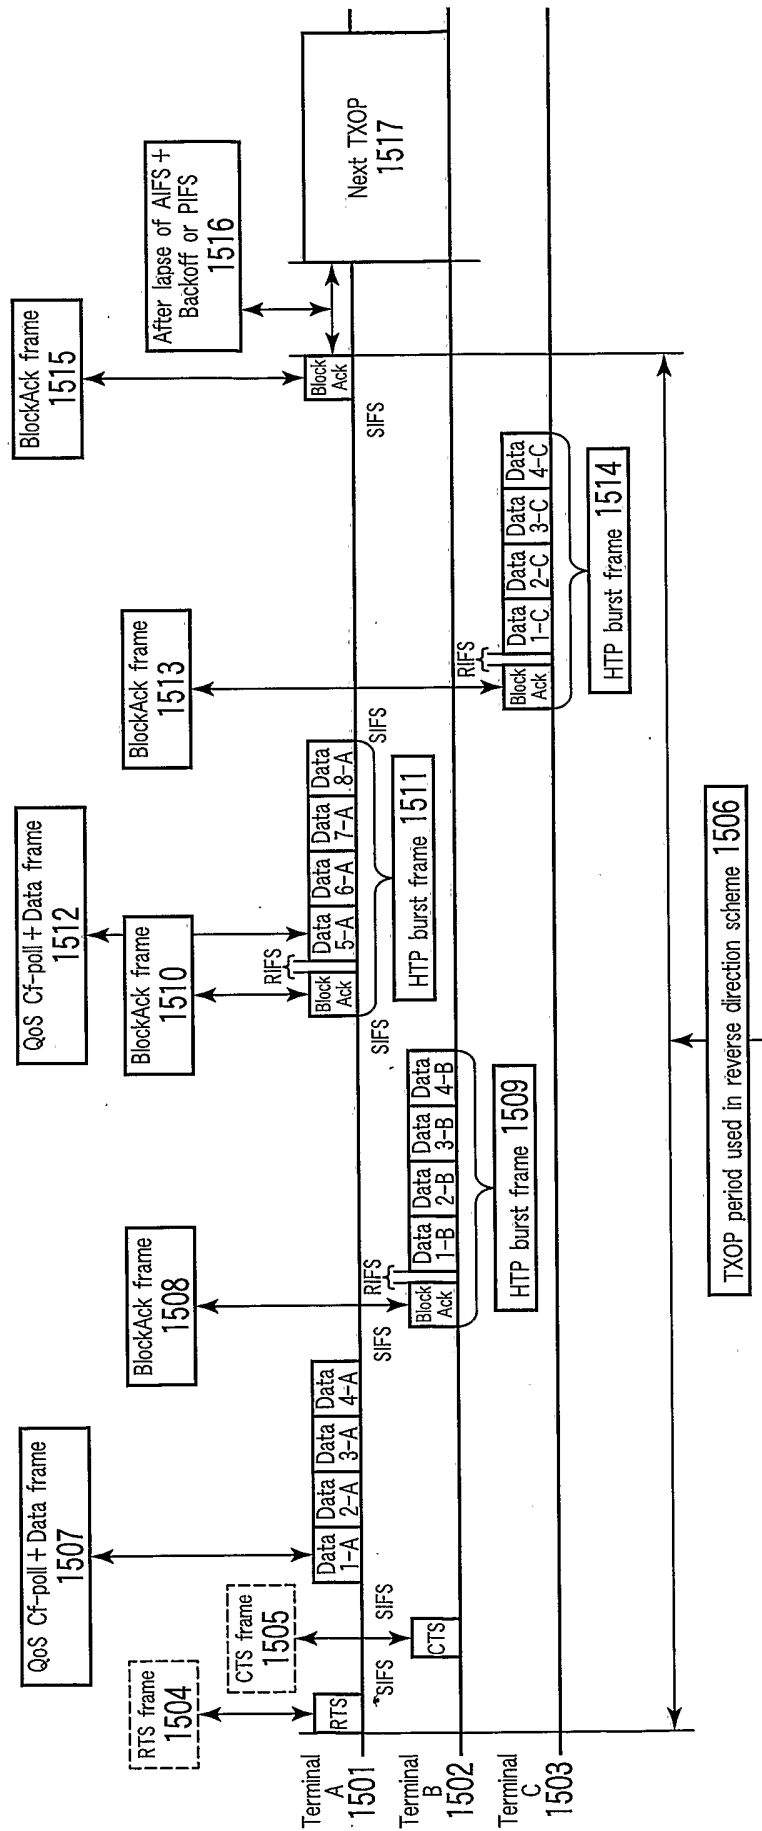 BlockAck frame
1515
After lapse of AIFS+
Backoff or PIFS
1516
Next TXOP
1517
QoS Cf-poll + Data frame
1512
BlockAck frame
1513
BlockAck frame
1510
BlockAck frame
1508
QoS Cf-poll + Data frame
1507
CTS frame
1505
RTS frame
1504
Terminal
A
1501
RTS
SIFS
SIFS
Data
1-A
Data
2-A
Data
3-A
Data
4-A
SIFS
SIFS
RIFS
Block
Ack
Data
5-A
Data
6-A
Data
7-A
Data
8-A
SIFS
HTP burst frame 1511
SIFS
Block
Ack
Terminal
B
1502
CTS
RIFS
Block
Ack
Data
1-B
Data
2-B
Data
3-B
Data
4-B
HTP burst frame 1509
Terminal
C
1503
RIFS
Block
Ack
Data
1-C
Data
2-C
Data
3-C
Data
4-C
HTP burst frame 1514
TXOP period used in reverse direction scheme 1506